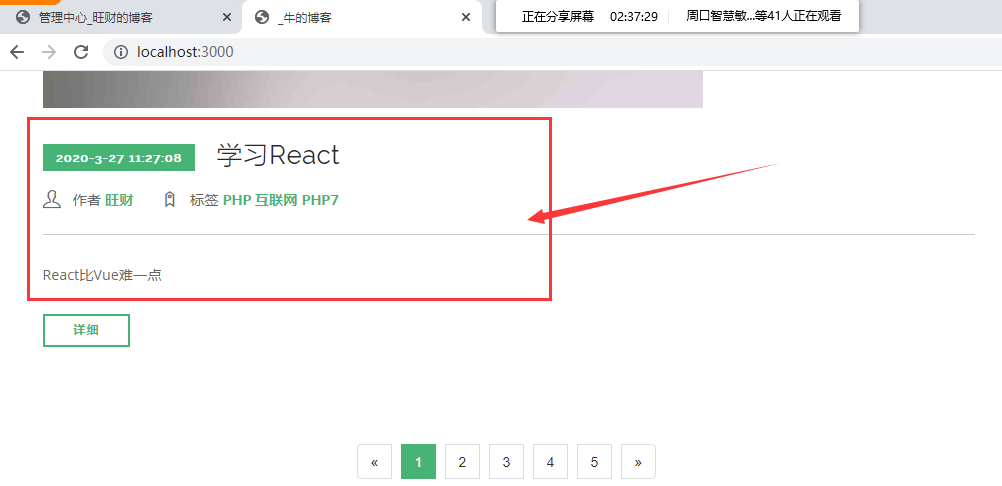 管理中心_旺财的博客
_牛的博客
正在分享屏幕 02:37:29 周口智慧敏...等41人正在观看
localhost:3000
2020-3-27 11:27:08 学习React
作者 旺财 标签 PHP 互联网 PHP7
React比Vue难一点
详细
« 1 2 3 4 5 »